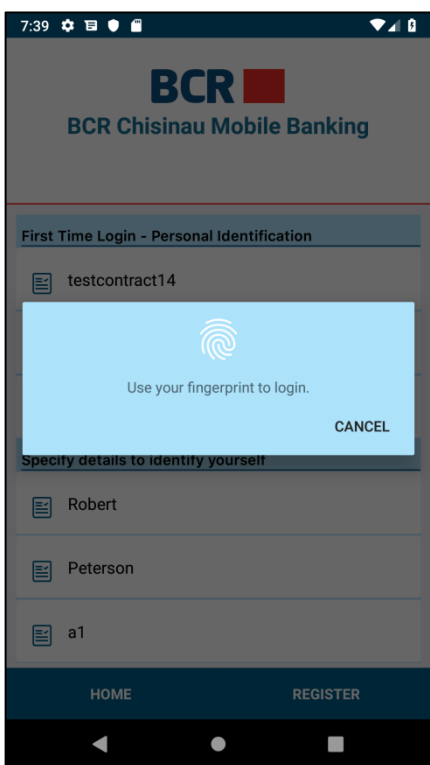 7:39
BCR
BCR Chisinau Mobile Banking
First Time Login - Personal Identification
testcontract14
Use your fingerprint to login.
CANCEL
Specify details to identify yourself
Robert
Peterson
a1
HOME REGISTER